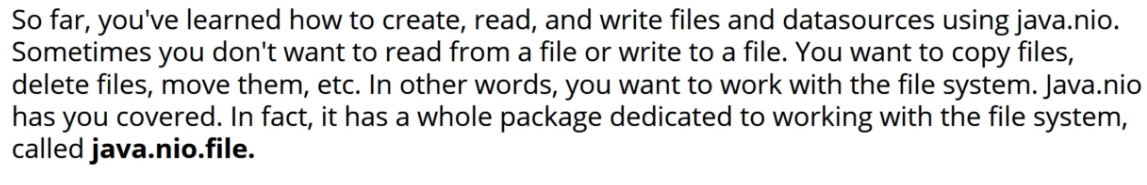 So far, you've learned how to create, read, and write files and datasources using java.nio.
Sometimes you don't want to read from a file or write to a file. You want to copy files,
delete files, move them, etc. In other words, you want to work with the file system. Java.nio
has you covered. In fact, it has a whole package dedicated to working with the file system,
called java.nio.file.